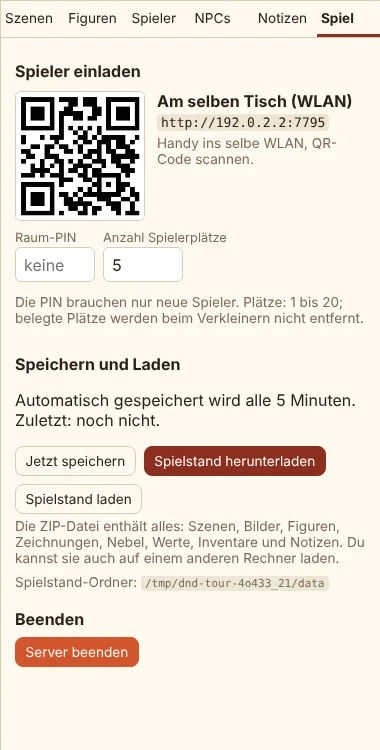 Szenen Figuren Spieler NPCs Notizen Spiel
Spieler einladen
Am selben Tisch (WLAN)
http://192.0.2.2:7795
Handy ins selbe WLAN, QR-
Code scannen.
Raum-PIN Anzahl Spielerplätze
keine 5
Die PIN brauchen nur neue Spieler. Plätze: 1 bis 20;
belegte Plätze werden beim Verkleinern nicht entfernt.
Speichern und Laden
Automatisch gespeichert wird alle 5 Minuten.
Zuletzt: noch nicht.
Jetzt speichern Spielstand herunterladen
Spielstand laden
Die ZIP-Datei enthält alles: Szenen, Bilder, Figuren,
Zeichnungen, Nebel, Werte, Inventare und Notizen. Du
kannst sie auch auf einem anderen Rechner laden.
Spielstand-Ordner: /tmp/dnd-tour-4o433_21/data
Beenden
Server beenden